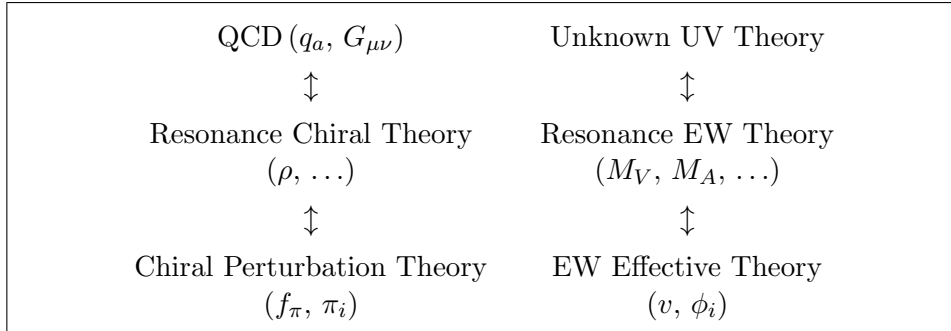 QCD (qₐ, G_μν) Unknown UV Theory
↕ ↕
Resonance Chiral Theory Resonance EW Theory
(ρ, …) (M_V, M_A, …)
↕ ↕
Chiral Perturbation Theory EW Effective Theory
(f_π, π_i) (v, φ_i)